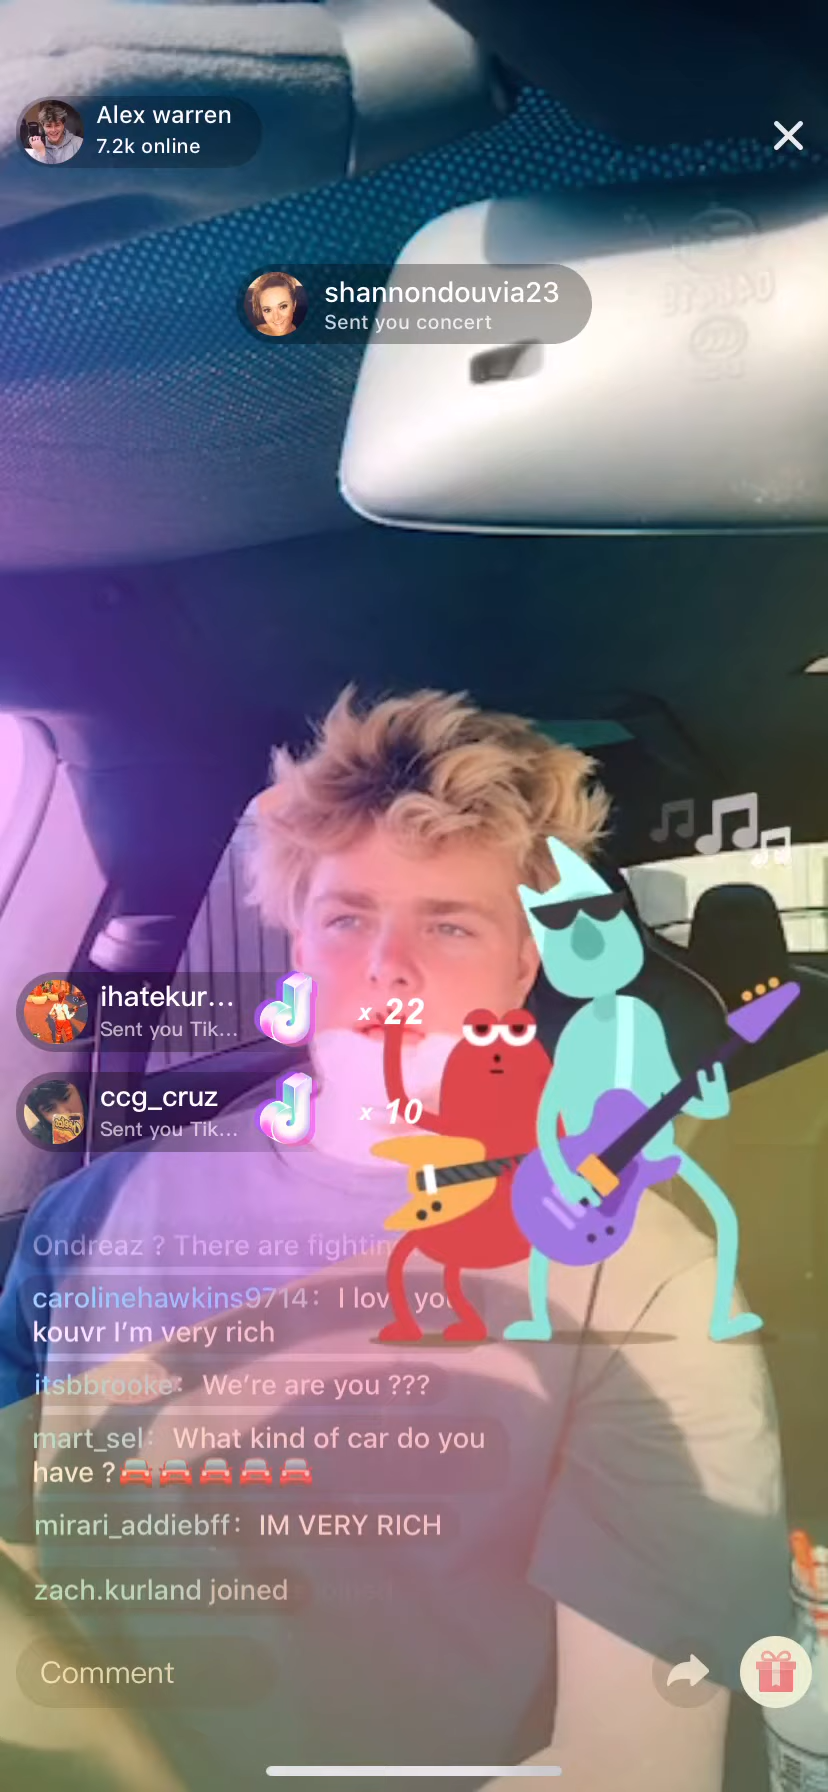 Alex warren
7.2k online
shannondouvia23
Sent you concert
ihatekur...
Sent you Tik...
x 22
ccg_cruz
Sent you Tik...
x 10
Ondreaz ? There are fightin
carolinehawkins9714: I lov you
kouvr I'm very rich
itsbbrooke: We're are you ???
mart_sel: What kind of car do you
have ?🚘🚘🚘🚘🚘
mirari_addiebff: IM VERY RICH
zach.kurland joined
Comment